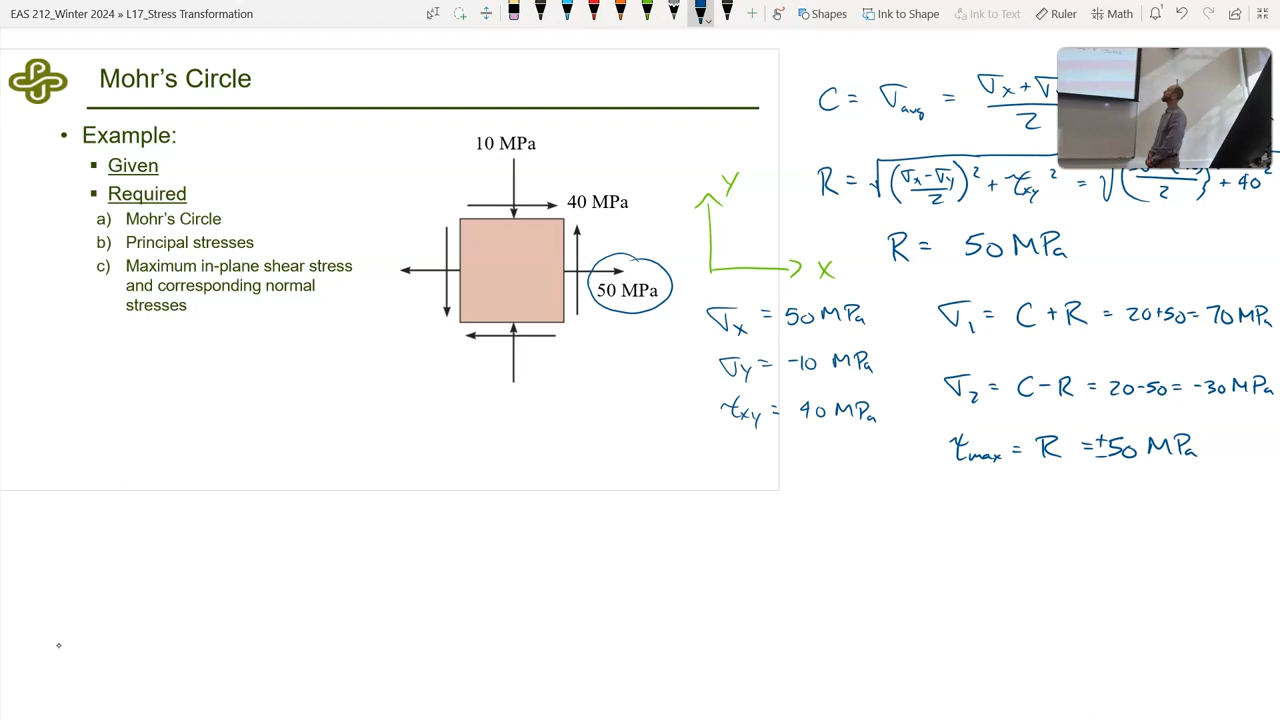 EAS 212_Winter 2024 » L17_Stress Transformation
Shapes
Ink to Shape
Ink to Text
Ruler
Math
Mohr's Circle
• Example:
▪ Given
▪ Required
a) Mohr's Circle
b) Principal stresses
c) Maximum in-plane shear stress
and corresponding normal
stresses
10 MPa
40 MPa
50 MPa
Y
X
σx = 50 MPa
σy = -10 MPa
τxy = 40 MPa
C = σavg = σx + σ / 2
R = √((σx - σy / 2)² + τxy² = √( / 2)² + 40²
R = 50 MPa
σ1 = C + R = 20+50 = 70 MPa
σ2 = C - R = 20-50 = -30 MPa
τmax = R = ±50 MPa